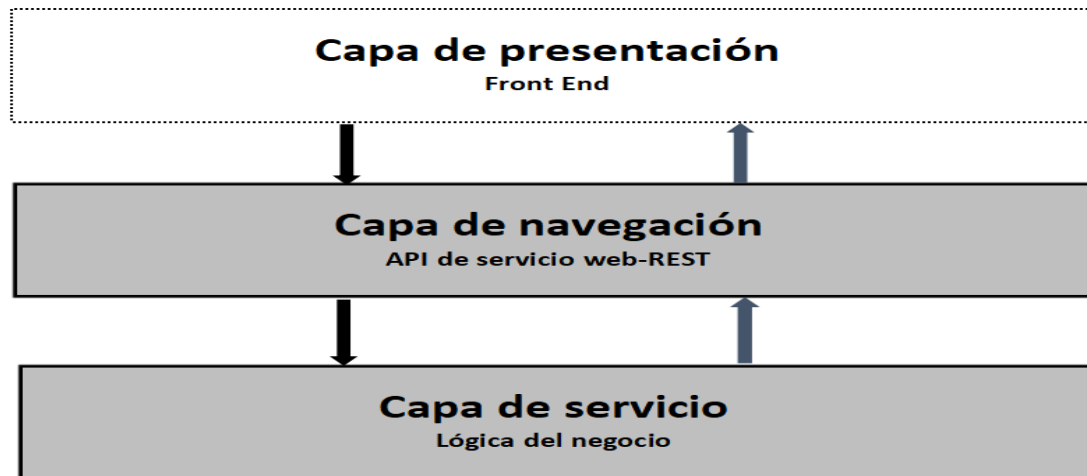 Capa de presentación
Front End
Capa de navegación
API de servicio web-REST
Capa de servicio
Lógica del negocio